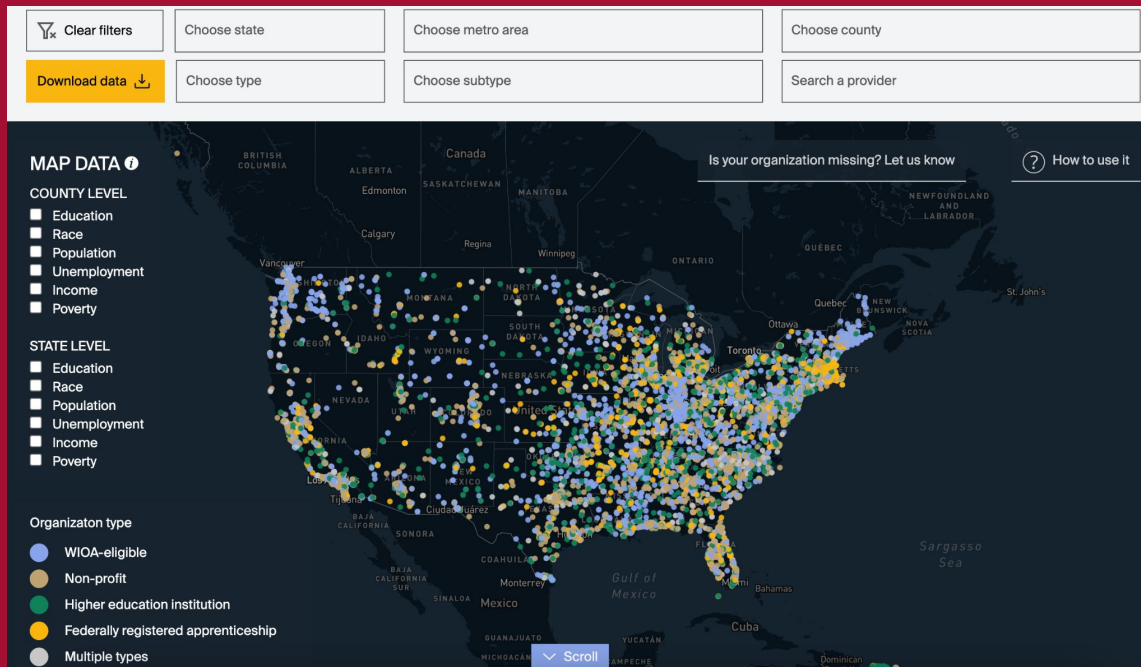 Clear filters
Choose state
Choose metro area
Choose county
Download data
Choose type
Choose subtype
Search a provider
MAP DATA i
Is your organization missing? Let us know
? How to use it
COUNTY LEVEL
Education
Race
Population
Unemployment
Income
Poverty
STATE LEVEL
Education
Race
Population
Unemployment
Income
Poverty
Organizaton type
WIOA-eligible
Non-profit
Higher education institution
Federally registered apprenticeship
Multiple types
Scroll
BRITISH
COLUMBIA
ALBERTA
Canada
Edmonton
SASKATCHEWAN
MANITOBA
NEWFOUNDLAND
AND
LABRADOR
Calgary
Regina
Winnipeg
ONTARIO
QUÉBEC
Vancouver
St. John's
Quebec
NEW
BRUNSWICK
NOVA
SCOTIA
Ottawa
MONTANA
NORTH
DAKOTA
SOUTH
DAKOTA
OREGON
IDAHO
WYOMING
Toronto
NEBRASKA
NEVADA
Tijuana
BAJA
CALIFORNIA
SONORA
Ciudad Juárez
NEW
MEXICO
COAHUILA
BAJA
CALIFORNIA
SUR
Monterrey
SINALOA
Mexico
Gulf of
Mexico
Miami
Bahamas
Sargasso
Sea
Cuba
GUANAJUATO
YUCATÁN
Dominican